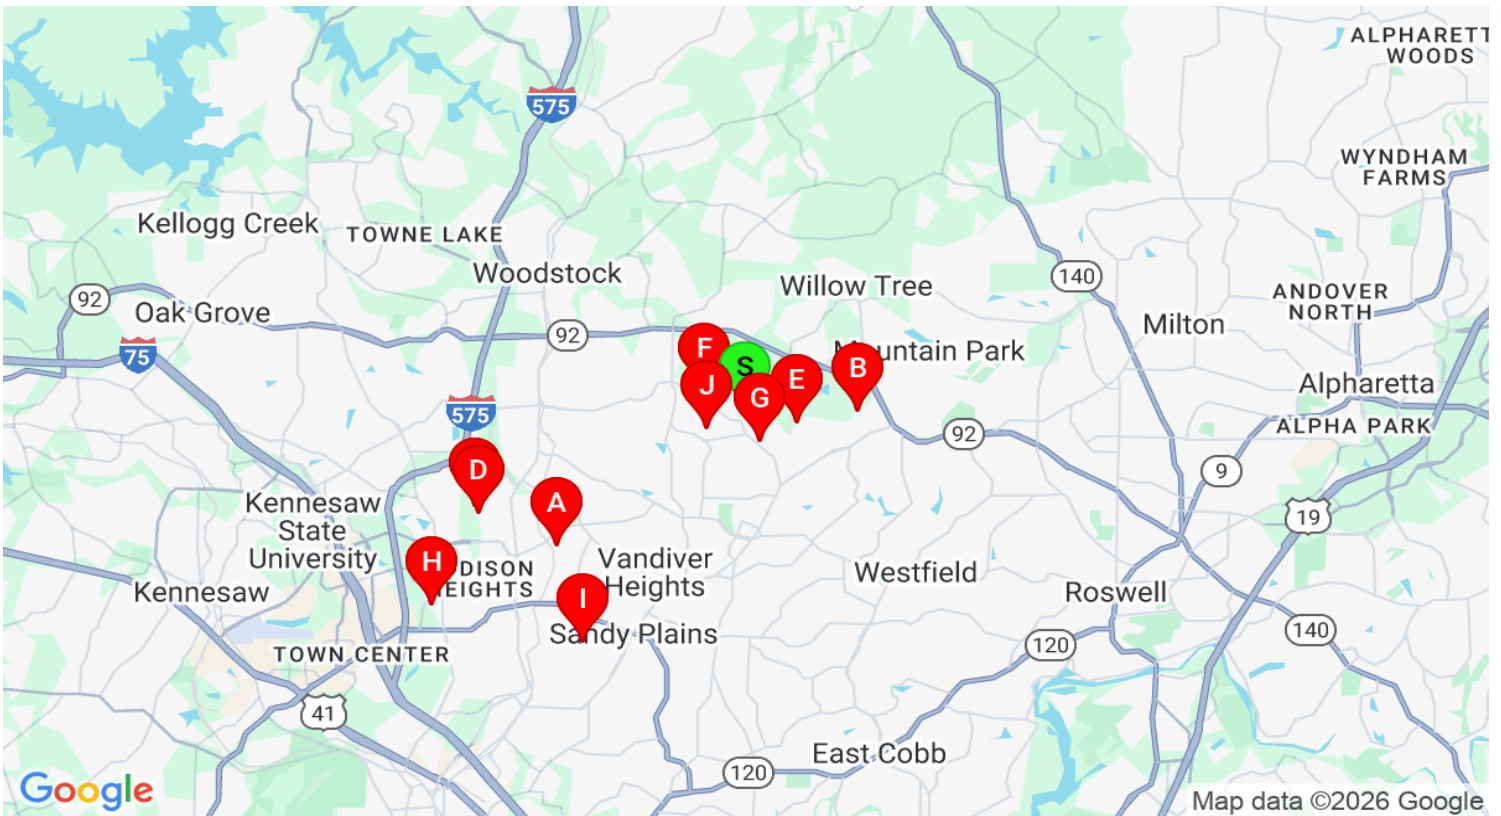 ALPHARETT
WOODS
575
WYNDHAM
FARMS
Kellogg Creek
TOWNE LAKE
Woodstock
Willow Tree
140
92
Oak Grove
ANDOVER
NORTH
92
Milton
75
F
S
Mountain Park
B
E
J
G
Alpharetta
575
ALPHA PARK
92
9
D
Kennesaw
State
University
A
19
Vandiver
Heights
H
DISON
EIGHTS
Westfield
Kennesaw
I
Roswell
Sandy Plains
140
120
TOWN CENTER
41
East Cobb
120
Google
Map data ©2026 Google